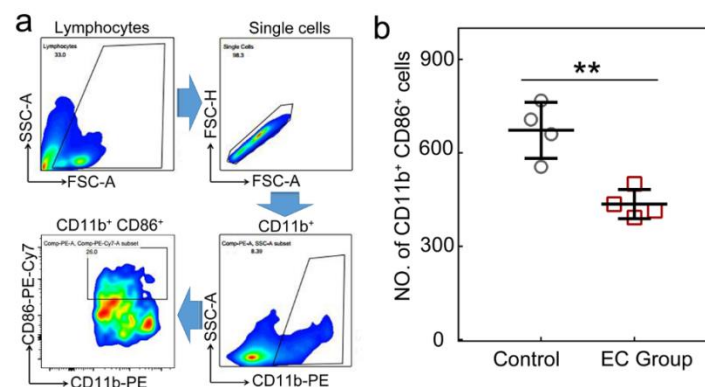 a
Lymphocytes
Lymphocytes
33.0
SSC-A
FSC-A
Single cells
Single Cells
98.3
FSC-H
FSC-A
CD11b⁺ CD86⁺
Comp-PE-A, Comp-PE-Cy7-A subset
26.0
CD86-PE-Cy7
CD11b-PE
CD11b⁺
Comp-PE-A, SSC-A subset
8.39
SSC-A
CD11b-PE
b
NO. of CD11b⁺ CD86⁺ cells
900
600
300
0
**
Control
EC Group